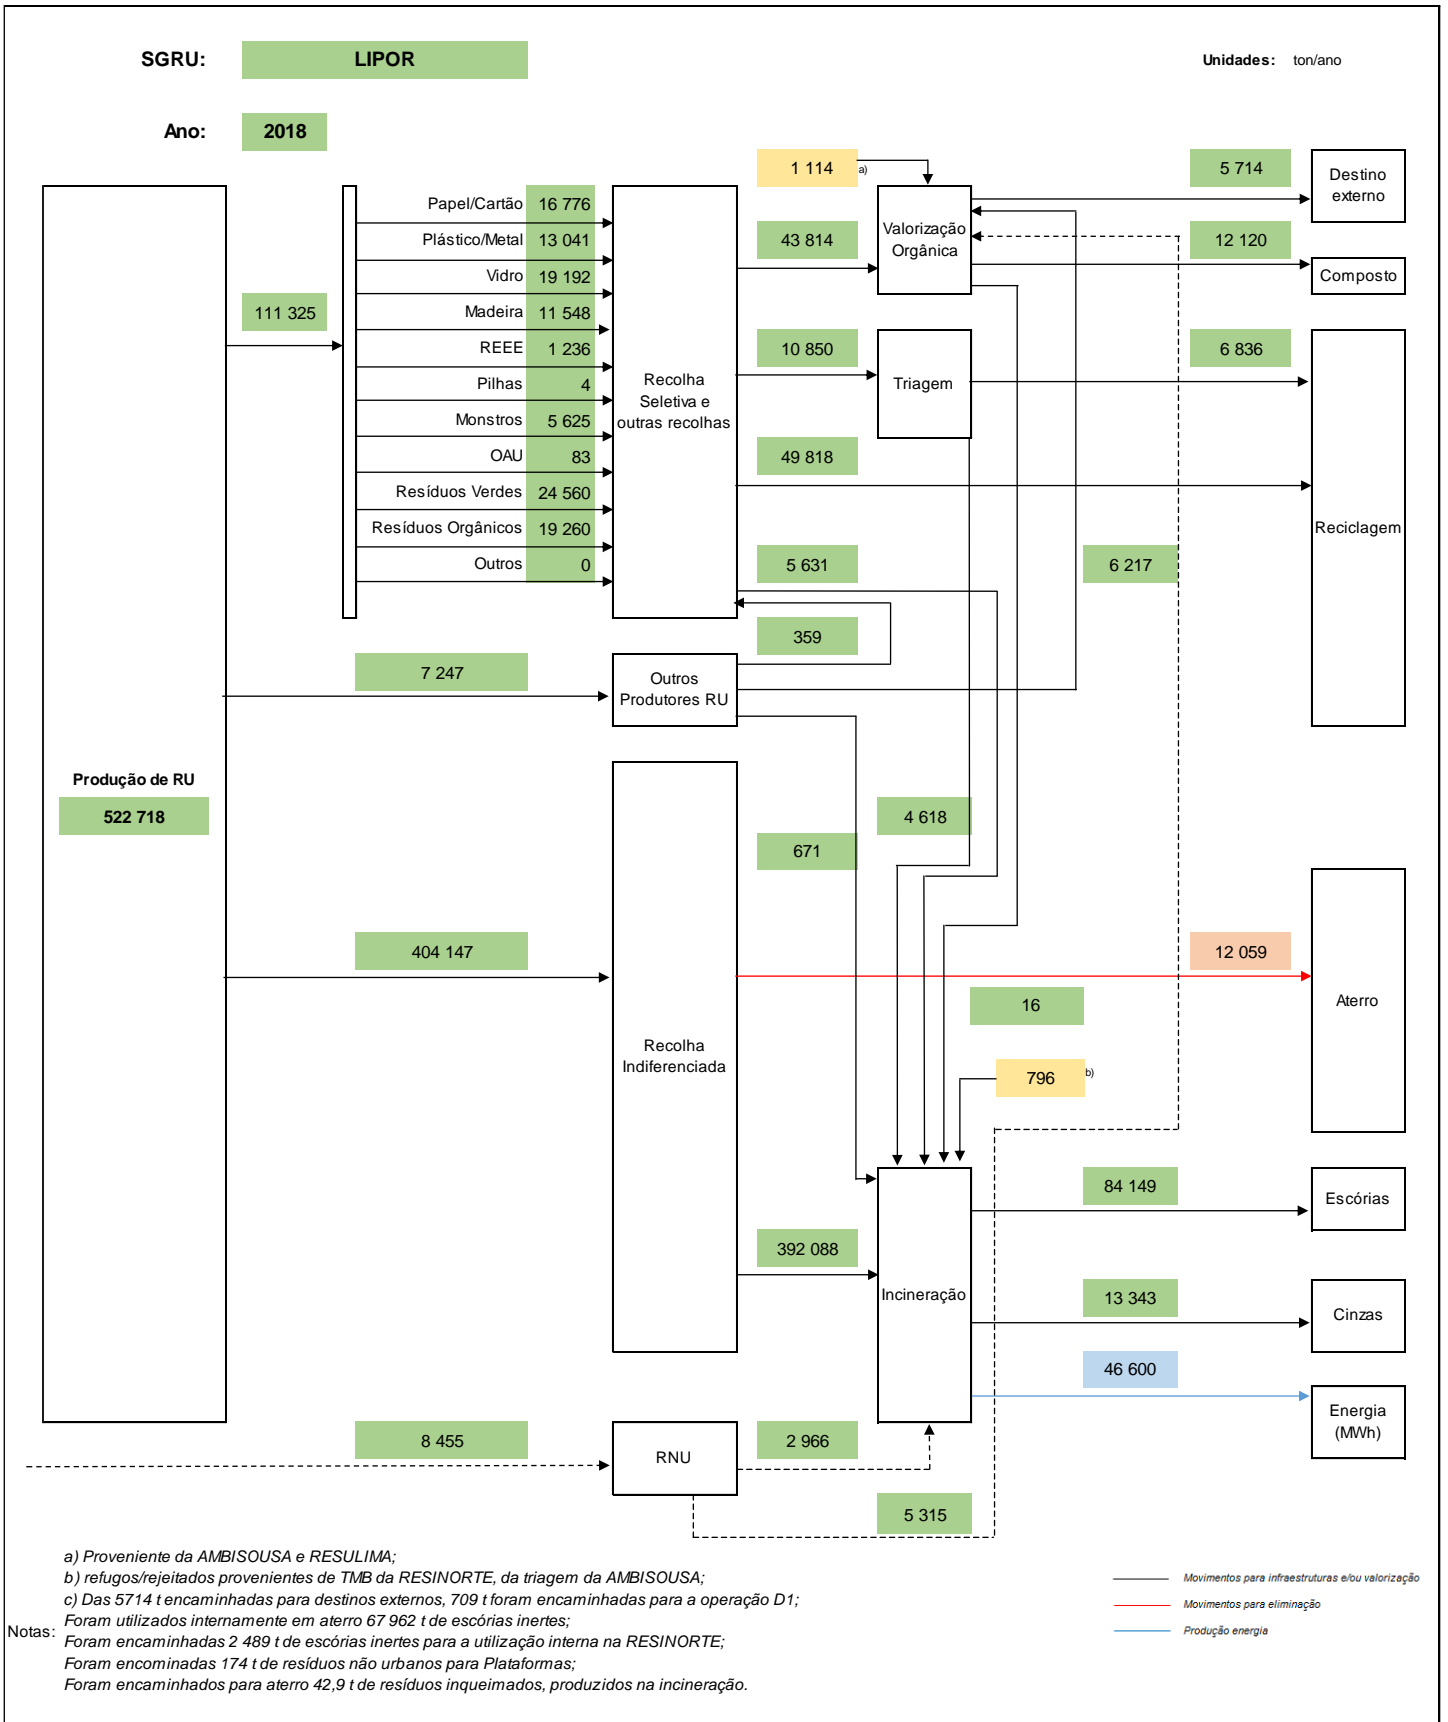 SGRU: LIPOR
Unidades: ton/ano
Ano: 2018
1 114 a)
5 714
Destino
externo
Papel/Cartão 16 776
Plástico/Metal 13 041
Vidro 19 192
Madeira 11 548
REEE 1 236
Pilhas 4
Monstros 5 625
OAU 83
Resíduos Verdes 24 560
Resíduos Orgânicos 19 260
Outros 0
111 325
Recolha
Seletiva e
outras recolhas
43 814
Valorização
Orgânica
12 120
Composto
10 850
Triagem
6 836
49 818
Reciclagem
5 631
6 217
359
7 247
Outros
Produtores RU
Produção de RU
522 718
4 618
671
404 147
12 059
16
Aterro
Recolha
Indiferenciada
796 b)
84 149
Escórias
392 088
Incineração
13 343
Cinzas
46 600
Energia
(MWh)
8 455
RNU
2 966
5 315
a) Proveniente da AMBISOUSA e RESULIMA;
b) refugos/rejeitados provenientes de TMB da RESINORTE, da triagem da AMBISOUSA;
c) Das 5714 t encaminhadas para destinos externos, 709 t foram encaminhadas para a operação D1;
Foram utilizados internamente em aterro 67 962 t de escórias inertes;
Notas:
Foram encaminhadas 2 489 t de escórias inertes para a utilização interna na RESINORTE;
Foram encominadas 174 t de resíduos não urbanos para Plataformas;
Foram encaminhados para aterro 42,9 t de resíduos inqueimados, produzidos na incineração.
Movimentos para infraestruturas e/ou valorização
Movimentos para eliminação
Produção energia